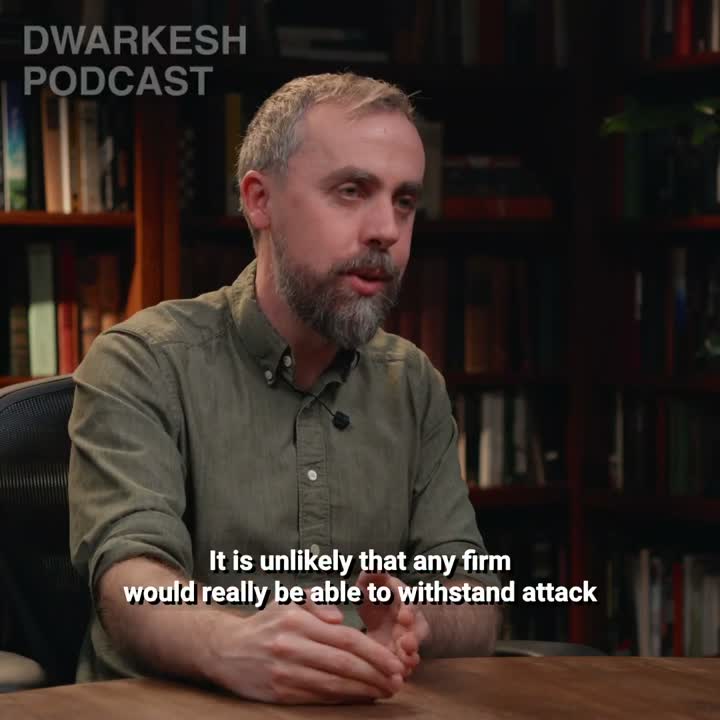 DWARKESH
PODCAST
It is unlikely that any firm
would really be able to withstand attack